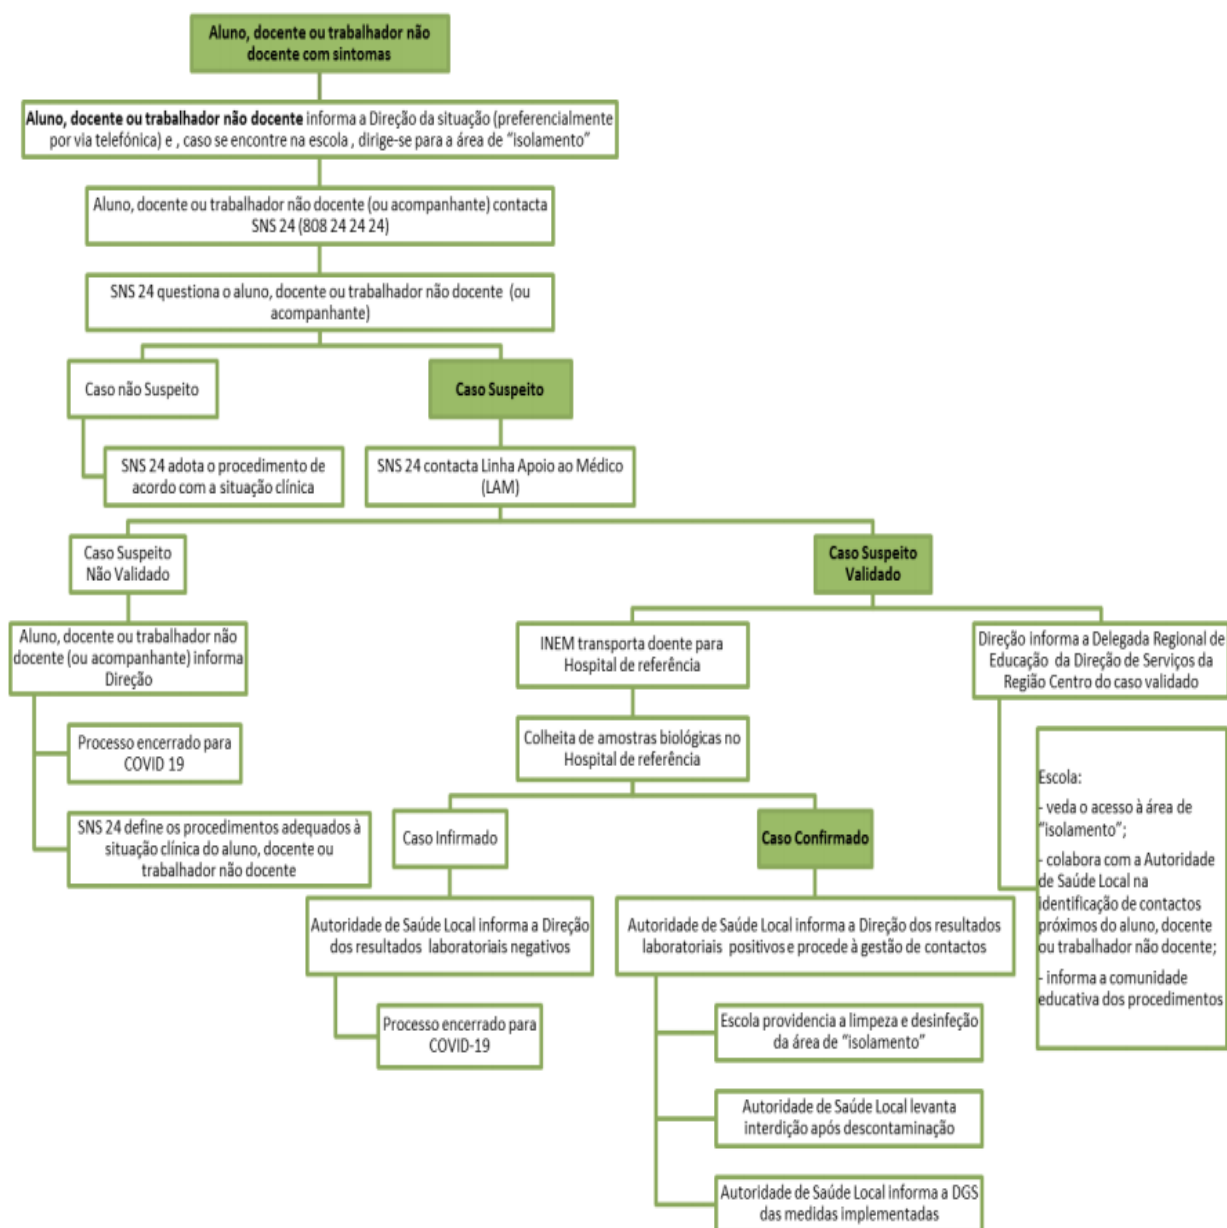 Aluno, docente ou trabalhador não
docente com sintomas
Aluno, docente ou trabalhador não docente informa a Direção da situação (preferencialmente
por via telefónica) e , caso se encontre na escola , dirige-se para a área de “isolamento”
Aluno, docente ou trabalhador não docente (ou acompanhante) contacta
SNS 24 (808 24 24 24)
SNS 24 questiona o aluno, docente ou trabalhador não docente (ou
acompanhante)
Caso não Suspeito
Caso Suspeito
SNS 24 adota o procedimento de
acordo com a situação clínica
SNS 24 contacta Linha Apoio ao Médico
(LAM)
Caso Suspeito
Não Validado
Caso Suspeito
Validado
Aluno, docente ou trabalhador não
docente (ou acompanhante) informa
Direção
INEM transporta doente para
Hospital de referência
Direção informa a Delegada Regional de
Educação da Direção de Serviços da
Região Centro do caso validado
Processo encerrado para
COVID 19
Colheita de amostras biológicas no
Hospital de referência
SNS 24 define os procedimentos adequados à
situação clínica do aluno, docente ou
trabalhador não docente
Caso Infirmado
Caso Confirmado
Escola:
- veda o acesso à área de
“isolamento”;
- colabora com a Autoridade
de Saúde Local na
identificação de contactos
próximos do aluno, docente
ou trabalhador não docente;
- informa a comunidade
educativa dos procedimentos
Autoridade de Saúde Local informa a Direção
dos resultados laboratoriais negativos
Autoridade de Saúde Local informa a Direção dos resultados
laboratoriais positivos e procede à gestão de contactos
Processo encerrado para
COVID-19
Escola providencia a limpeza e desinfeção
da área de “isolamento”
Autoridade de Saúde Local levanta
interdição após descontaminação
Autoridade de Saúde Local informa a DGS
das medidas implementadas